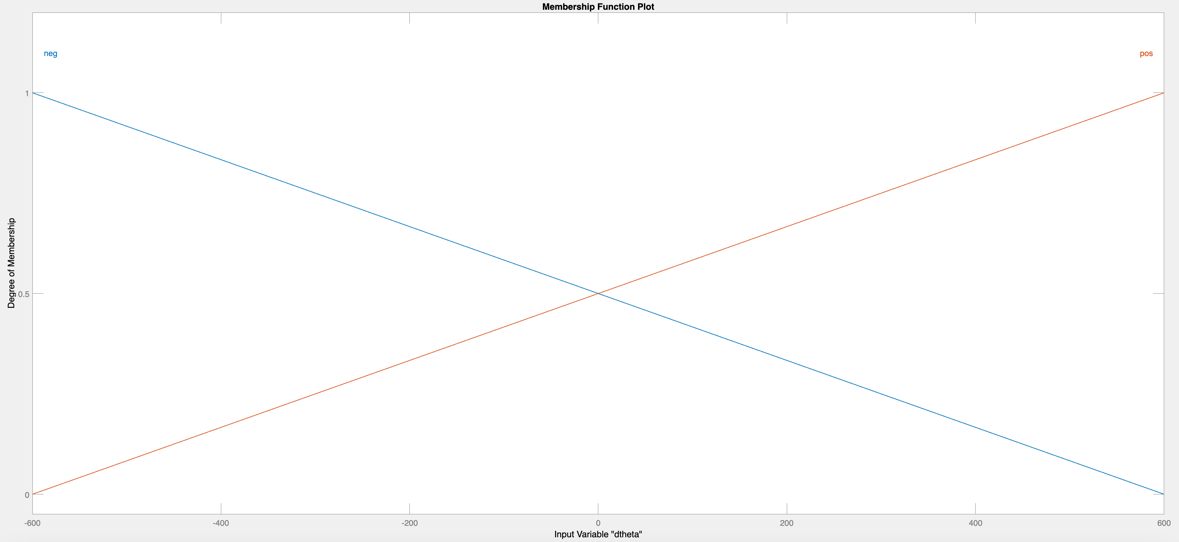 Membership Function Plot
neg
pos
1
0.5
0
Degree of Membership
-600
-400
-200
0
200
400
600
Input Variable "dtheta"